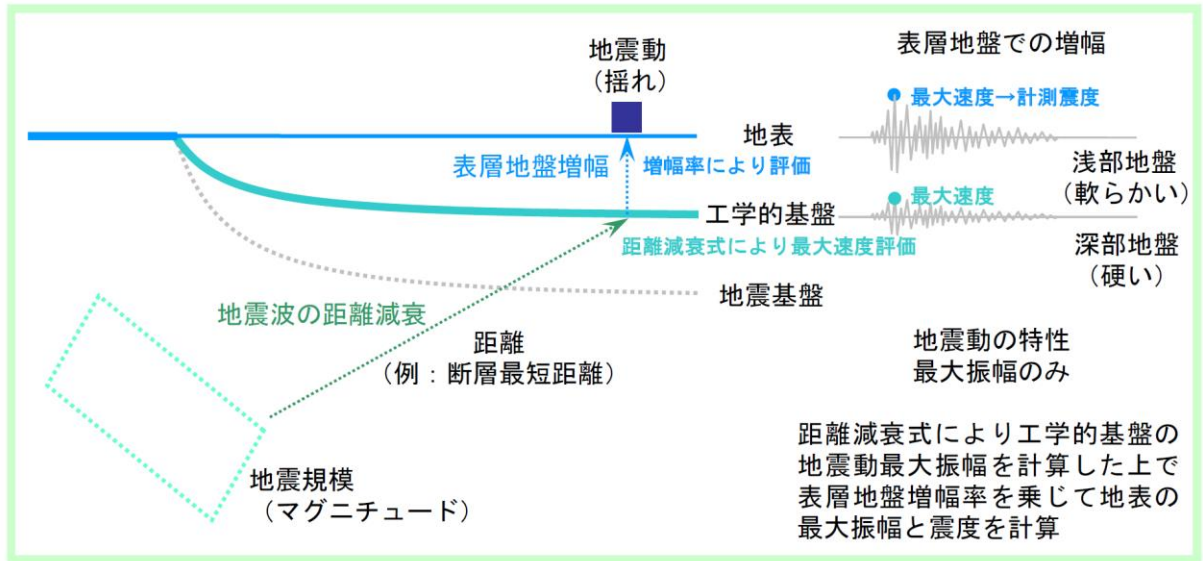 地震動
（揺れ）
表層地盤での増幅
最大速度→計測震度
地表
浅部地盤
（軟らかい）
表層地盤増幅
増幅率により評価
最大速度
工学的基盤
距離減衰式により最大速度評価
深部地盤
（硬い）
地震基盤
地震波の距離減衰
距離
（例：断層最短距離）
地震動の特性
最大振幅のみ
地震規模
（マグニチュード）
距離減衰式により工学的基盤の
地震動最大振幅を計算した上で
表層地盤増幅率を乗じて地表の
最大振幅と震度を計算